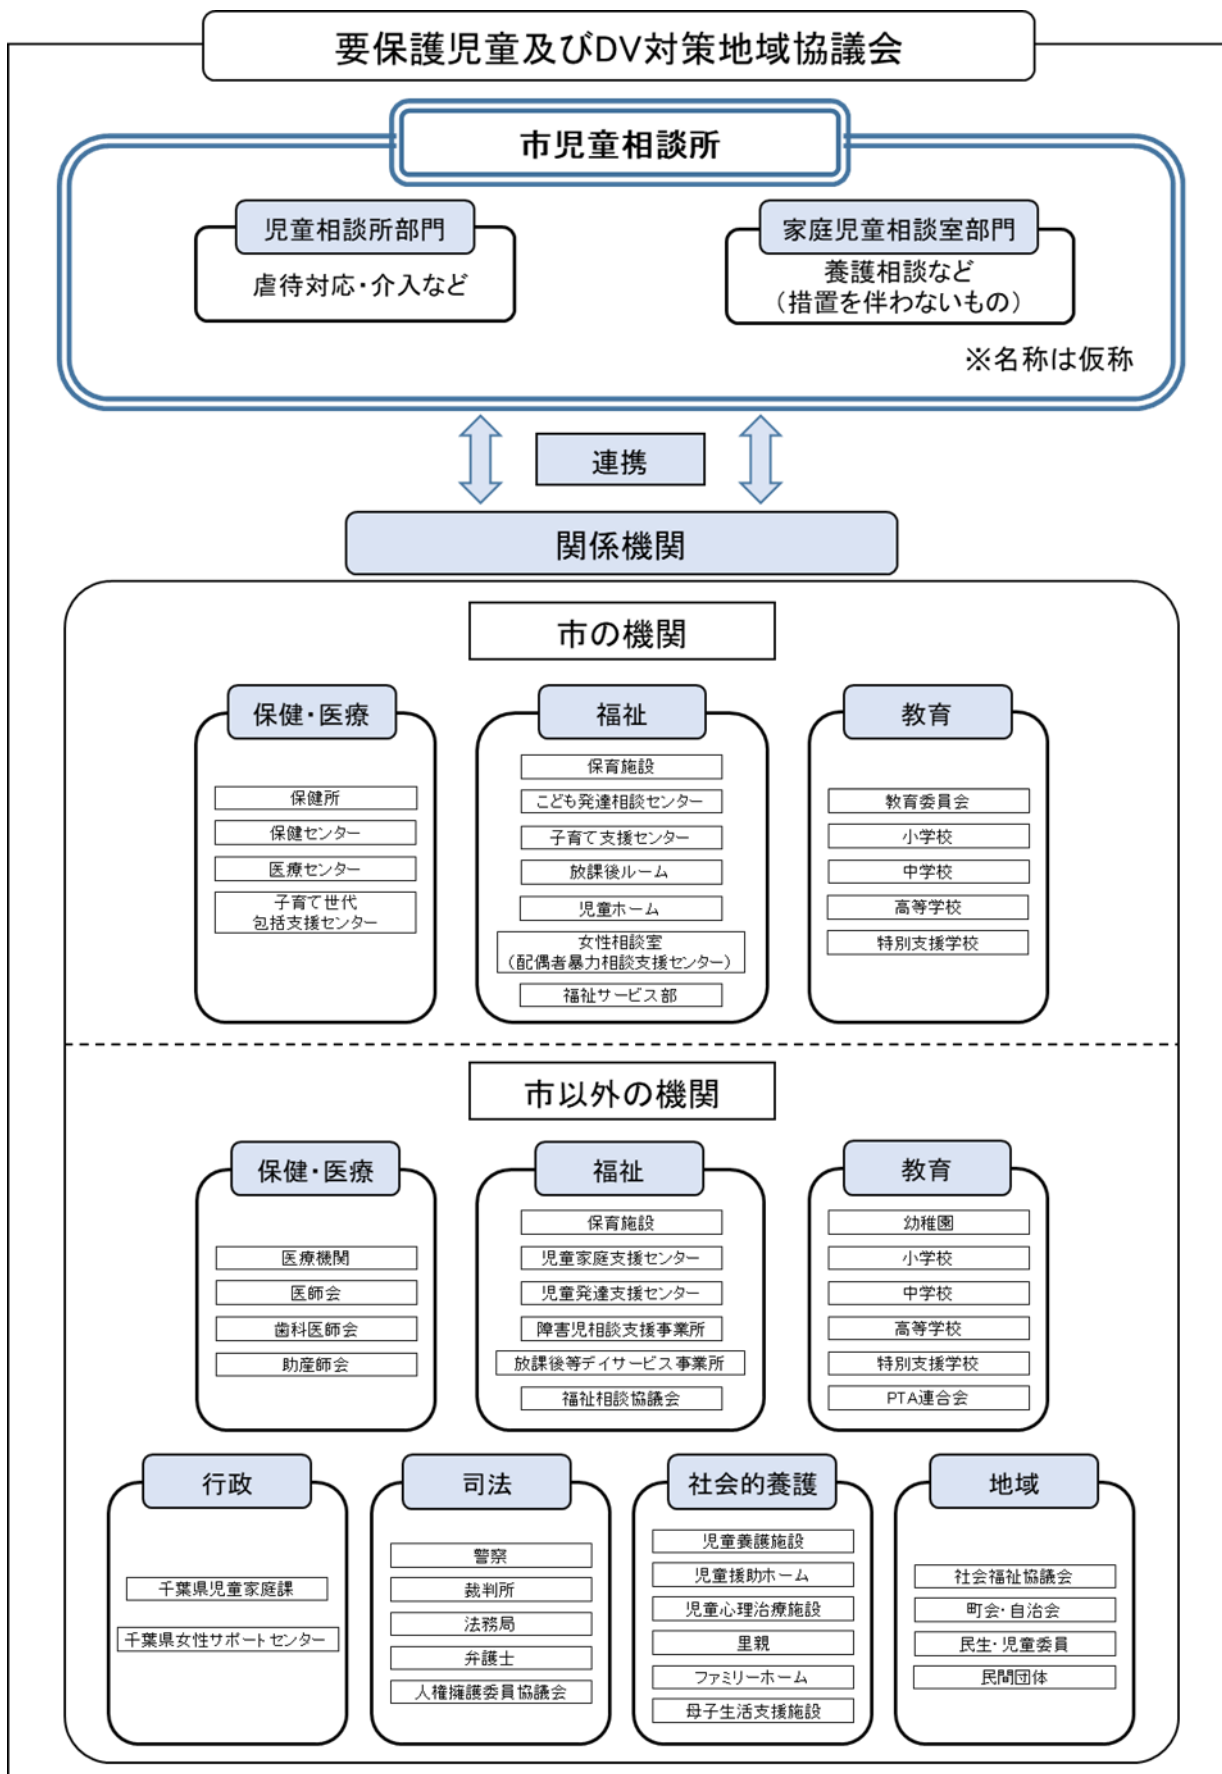 要保護児童及びDV対策地域協議会
市児童相談所
児童相談所部門
虐待対応・介入など
家庭児童相談室部門
養護相談など
（措置を伴わないもの）
※名称は仮称
連携
関係機関
市の機関
保健・医療
保健所
保健センター
医療センター
子育て世代
包括支援センター
福祉
保育施設
こども発達相談センター
子育て支援センター
放課後ルーム
児童ホーム
女性相談室
（配偶者暴力相談支援センター）
福祉サービス部
教育
教育委員会
小学校
中学校
高等学校
特別支援学校
市以外の機関
保健・医療
医療機関
医師会
歯科医師会
助産師会
福祉
保育施設
児童家庭支援センター
児童発達支援センター
障害児相談支援事業所
放課後等デイサービス事業所
福祉相談協議会
教育
幼稚園
小学校
中学校
高等学校
特別支援学校
PTA連合会
行政
千葉県児童家庭課
千葉県女性サポートセンター
司法
警察
裁判所
法務局
弁護士
人権擁護委員協議会
社会的養護
児童養護施設
児童援助ホーム
児童心理治療施設
里親
ファミリーホーム
母子生活支援施設
地域
社会福祉協議会
町会・自治会
民生・児童委員
民間団体